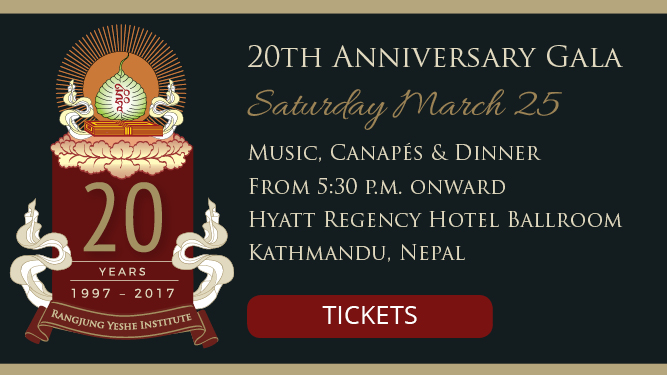 20TH ANNIVERSARY GALA
Saturday March 25
MUSIC, CANAPÉS & DINNER
FROM 5:30 P.M. ONWARD
HYATT REGENCY HOTEL BALLROOM
KATHMANDU, NEPAL
TICKETS
20
YEARS
1997 – 2017
RANGJUNG YESHE INSTITUTE